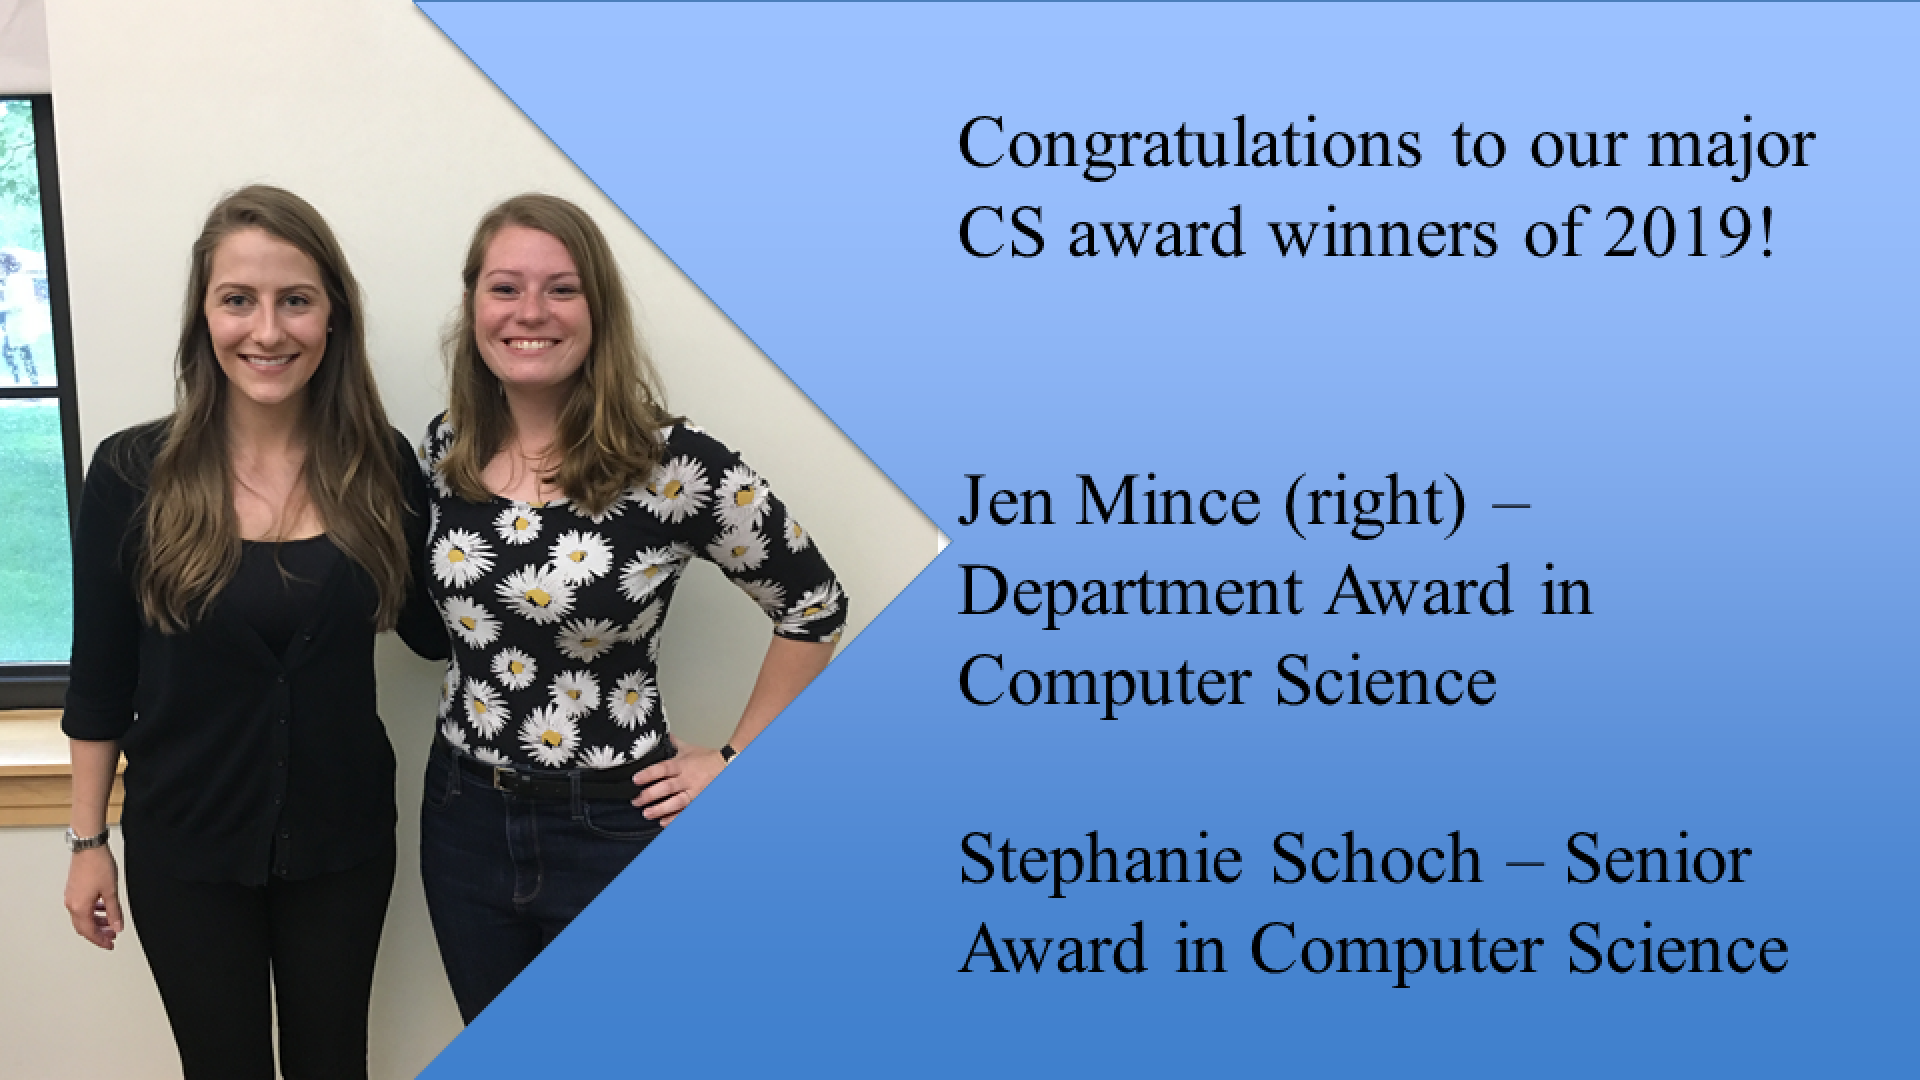 Congratulations to our major
CS award winners of 2019!
Jen Mince (right) –
Department Award in
Computer Science
Stephanie Schoch – Senior
Award in Computer Science